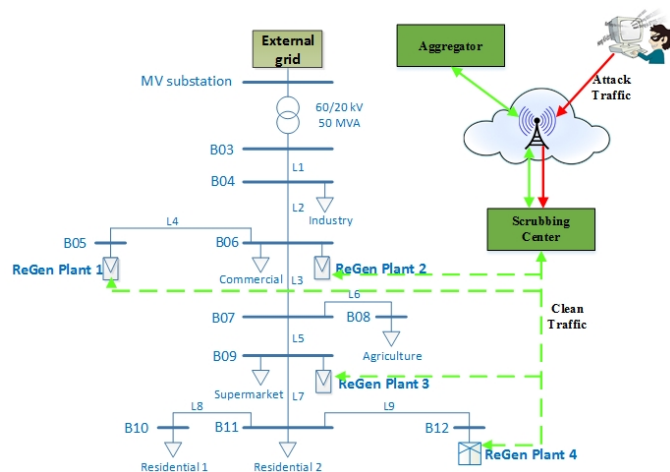 External
grid
MV substation
60/20 kV
50 MVA
B03
L1
B04
L2
Industry
L4
B05
B06
ReGen Plant 1
Commercial
ReGen Plant 2
L3
L6
B07
B08
L5
Agriculture
B09
Supermarket
ReGen Plant 3
L7
L8
L9
B10
B11
B12
Residential 1
Residential 2
ReGen Plant 4
Aggregator
Attack
Traffic
Scrubbing
Center
Clean
Traffic